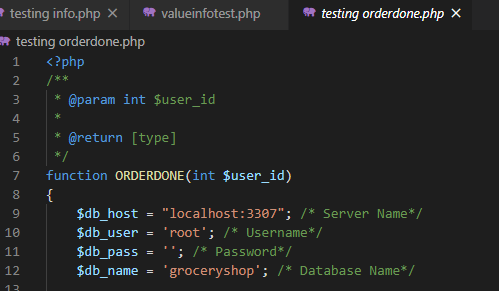 testing info.php
valueinfotest.php
testing orderdone.php
testing orderdone.php
1 <?php
2 /**
3 * @param int $user_id
4 *
5 * @return [type]
6 */
7 function ORDERDONE(int $user_id)
8 {
9 $db_host = "localhost:3307"; /* Server Name*/
10 $db_user = 'root'; /* Username*/
11 $db_pass = ''; /* Password*/
12 $db_name = 'groceryshop'; /* Database Name*/
13